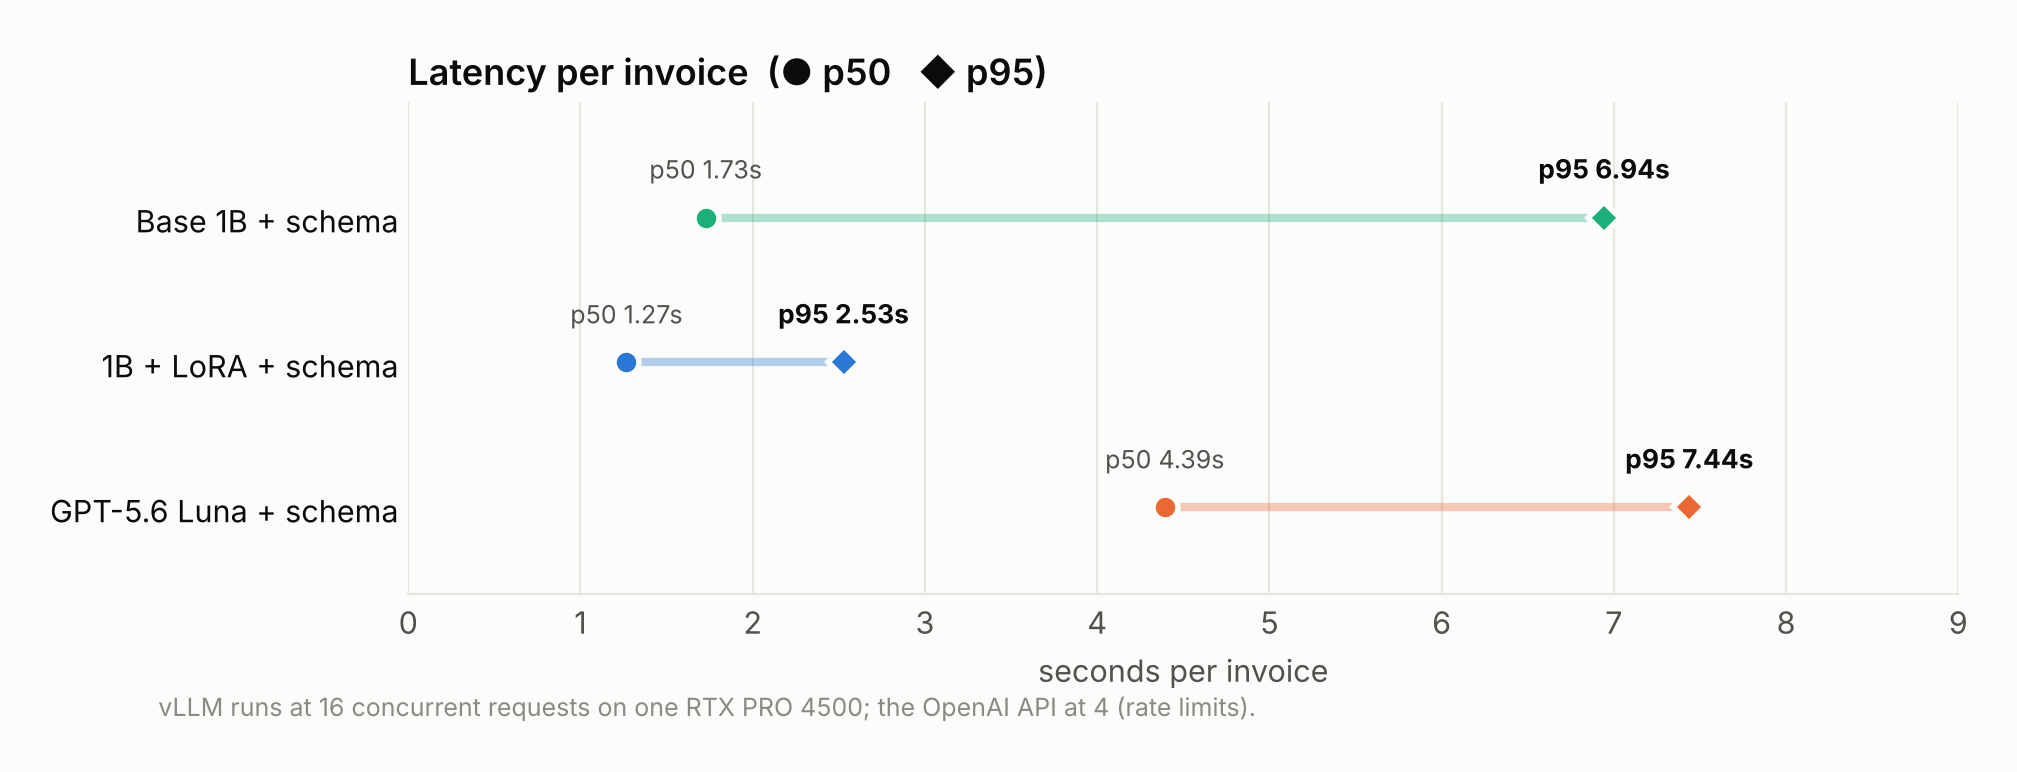 Latency per invoice (● p50 ◆ p95)
p50 1.73s p95 6.94s
Base 1B + schema
p50 1.27s p95 2.53s
1B + LoRA + schema
p50 4.39s p95 7.44s
GPT-5.6 Luna + schema
0 1 2 3 4 5 6 7 8 9
seconds per invoice
vLLM runs at 16 concurrent requests on one RTX PRO 4500; the OpenAI API at 4 (rate limits).